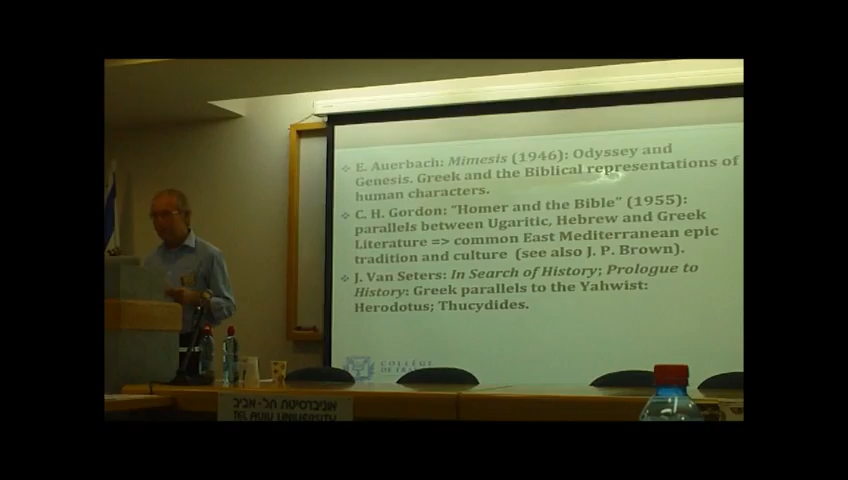 ❖ E. Auerbach: Mimesis (1946): Odyssey and
Genesis. Greek and the Biblical representations of
human characters.
❖ C. H. Gordon: "Homer and the Bible" (1955):
parallels between Ugaritic, Hebrew and Greek
Literature => common East Mediterranean epic
tradition and culture (see also J. P. Brown).
❖ J. Van Seters: In Search of History; Prologue to
History: Greek parallels to the Yahwist:
Herodotus; Thucydides.
COLLÈGE
DE FRANCE
אוניברסיטת תל-אביב
TEL AVIV UNIVERSITY